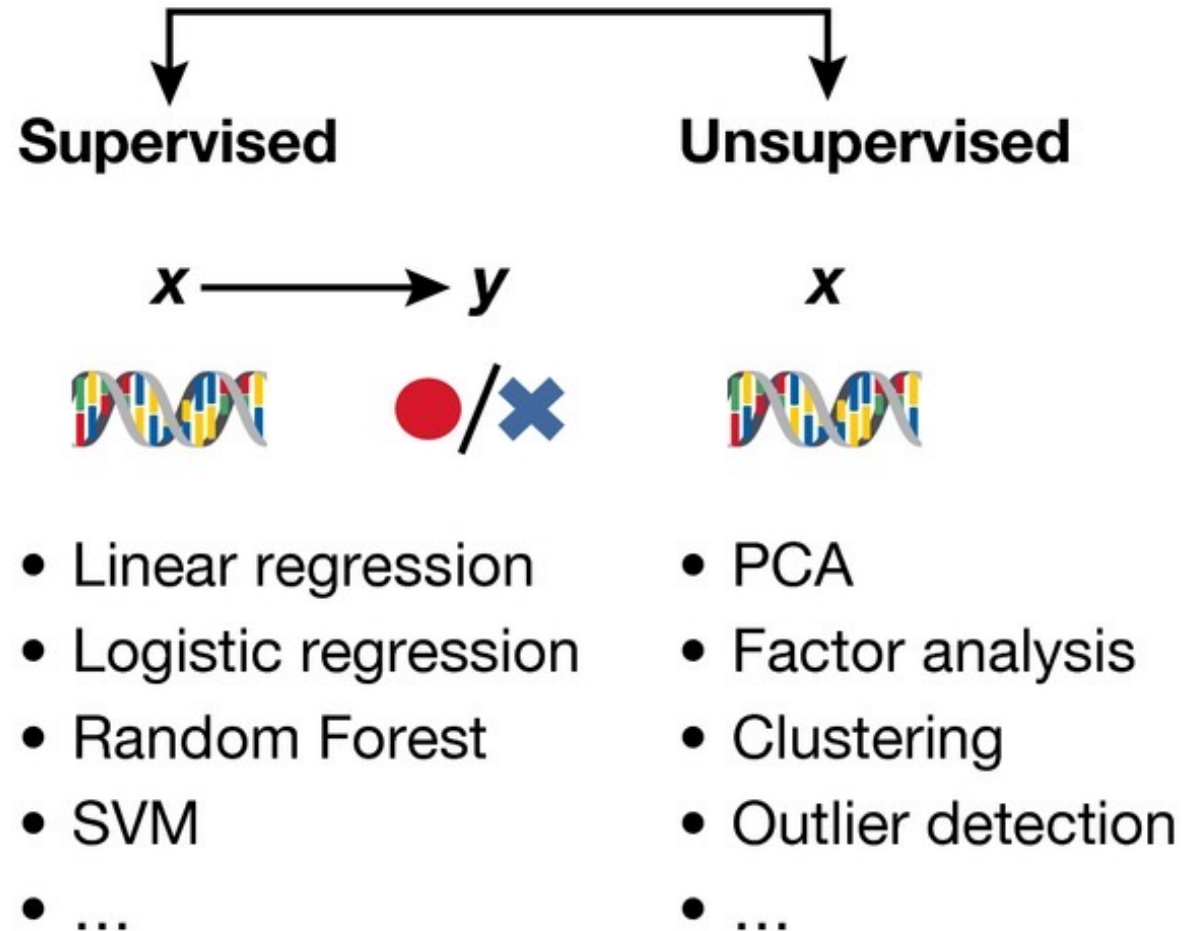 Supervised
x y
/
• Linear regression
• Logistic regression
• Random Forest
• SVM
• ...
Unsupervised
x
• PCA
• Factor analysis
• Clustering
• Outlier detection
• ...